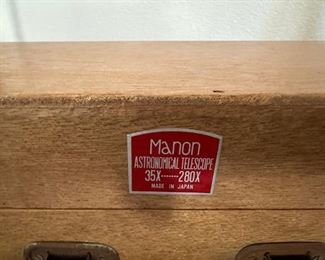 Manon
ASTRONOMICAL TELESCOPE
35X-------280X
MADE IN JAPAN